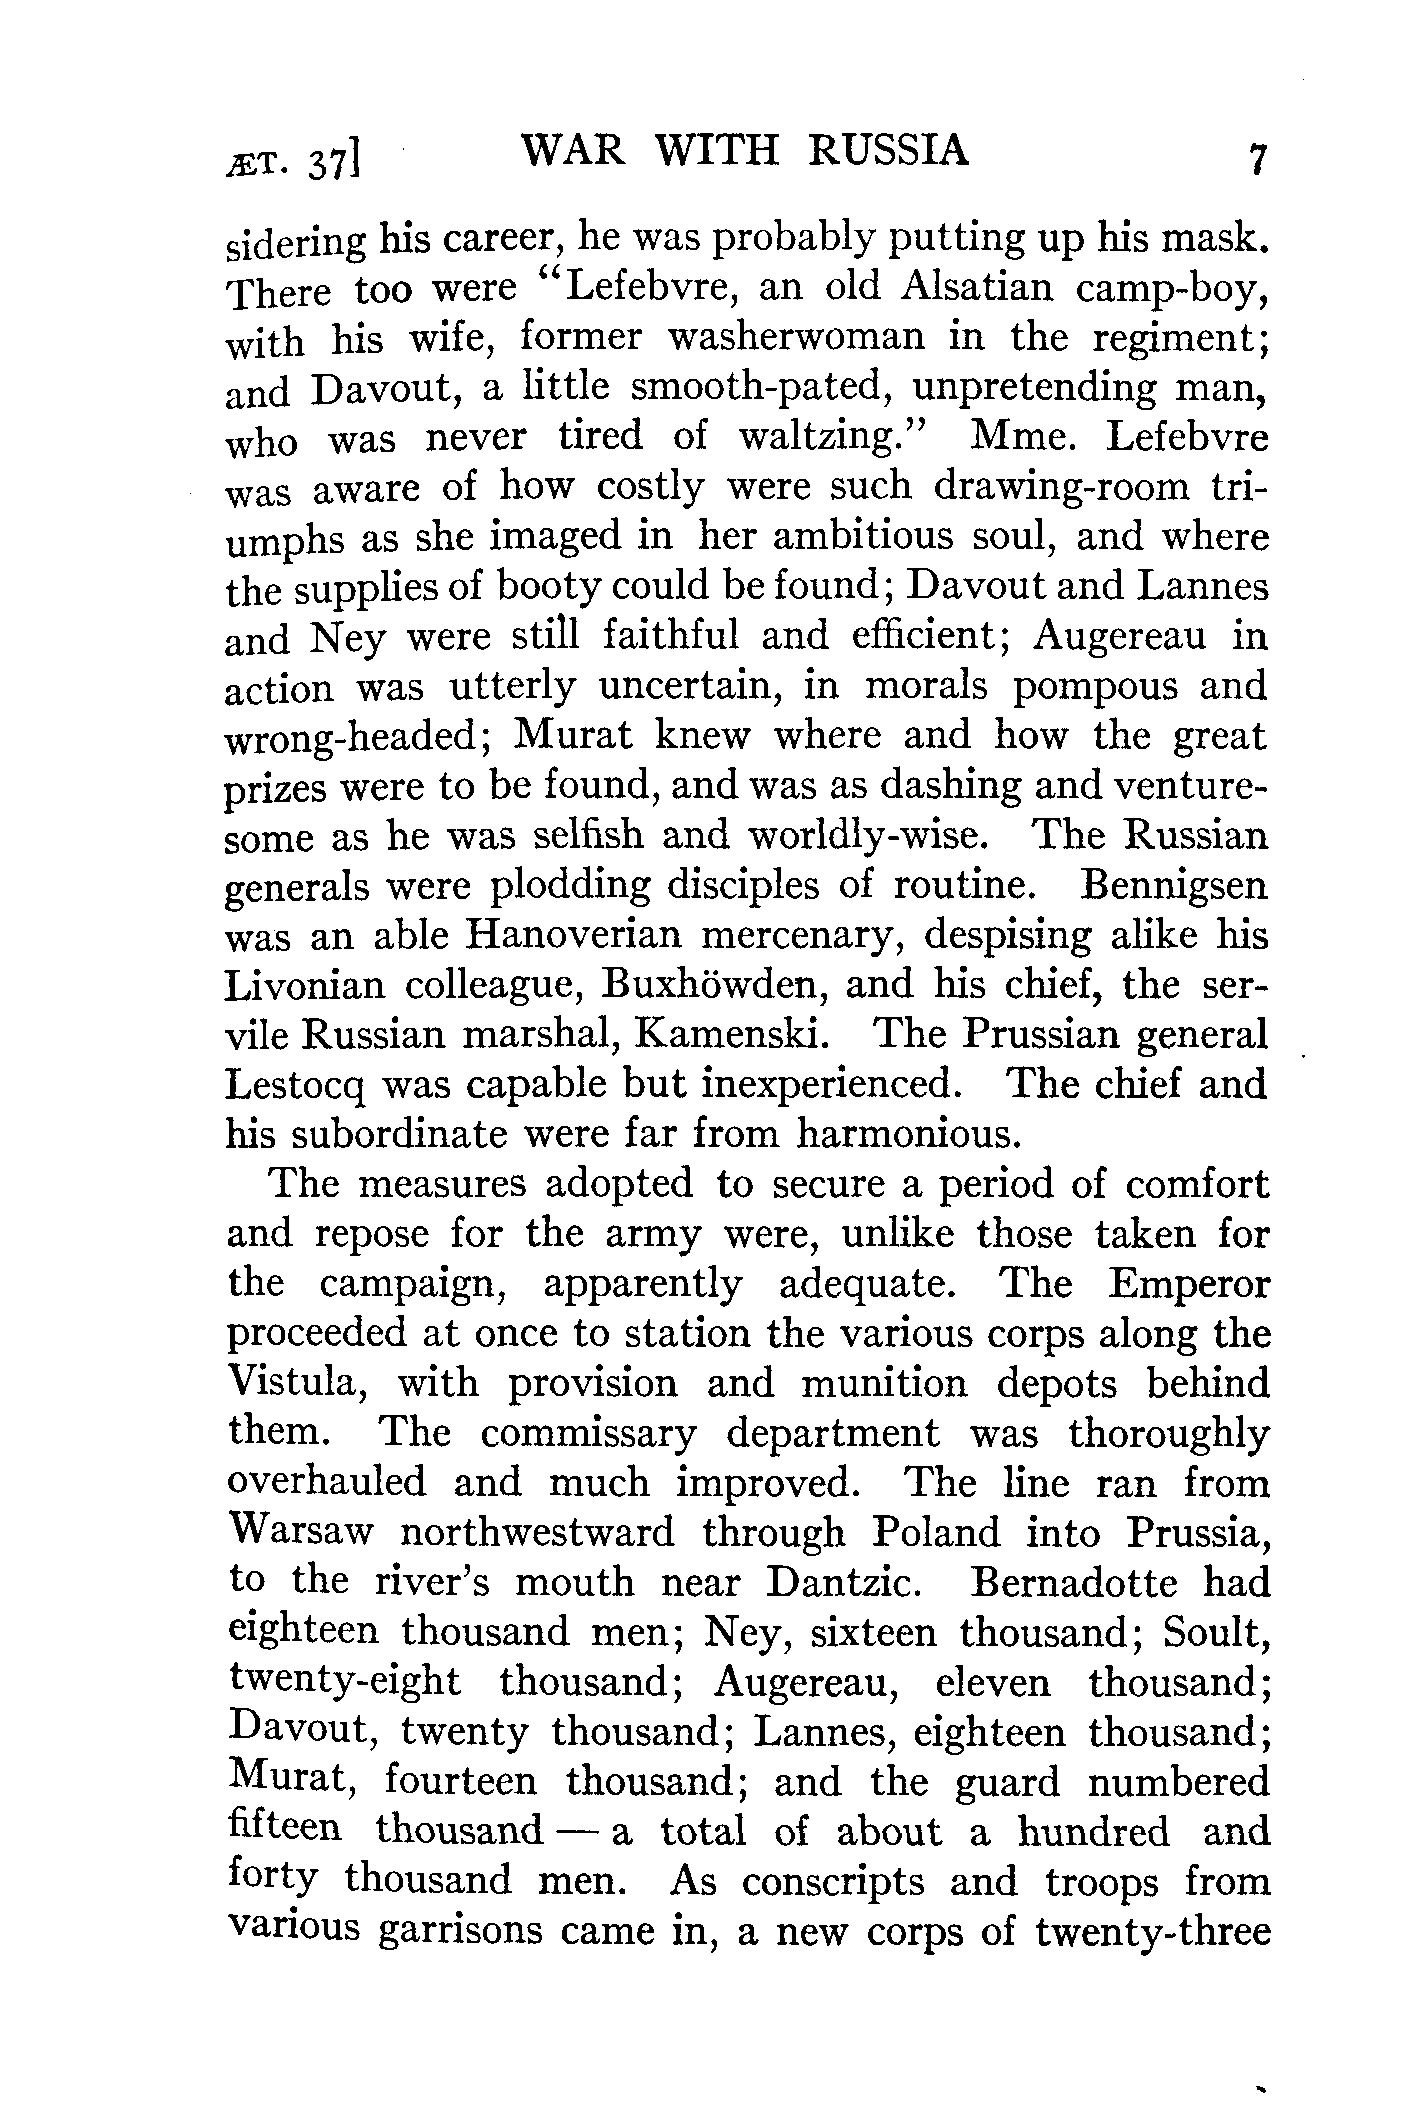 ÆT. 37] WAR WITH RUSSIA 7
sidering his career, he was probably putting up his mask.
There too were “Lefebvre, an old Alsatian camp-boy,
with his wife, former washerwoman in the regiment;
and Davout, a little smooth-pated, unpretending man,
who was never tired of waltzing.” Mme. Lefebvre
was aware of how costly were such drawing-room tri-
umphs as she imaged in her ambitious soul, and where
the supplies of booty could be found; Davout and Lannes
and Ney were still faithful and efficient; Augereau in
action was utterly uncertain, in morals pompous and
wrong-headed; Murat knew where and how the great
prizes were to be found, and was as dashing and venture-
some as he was selfish and worldly-wise. The Russian
generals were plodding disciples of routine. Bennigsen
was an able Hanoverian mercenary, despising alike his
Livonian colleague, Buxhöwden, and his chief, the ser-
vile Russian marshal, Kamenski. The Prussian general
Lestocq was capable but inexperienced. The chief and
his subordinate were far from harmonious.
The measures adopted to secure a period of comfort
and repose for the army were, unlike those taken for
the campaign, apparently adequate. The Emperor
proceeded at once to station the various corps along the
Vistula, with provision and munition depots behind
them. The commissary department was thoroughly
overhauled and much improved. The line ran from
Warsaw northwestward through Poland into Prussia,
to the river’s mouth near Dantzic. Bernadotte had
eighteen thousand men; Ney, sixteen thousand; Soult,
twenty-eight thousand; Augereau, eleven thousand;
Davout, twenty thousand; Lannes, eighteen thousand;
Murat, fourteen thousand; and the guard numbered
fifteen thousand — a total of about a hundred and
forty thousand men. As conscripts and troops from
various garrisons came in, a new corps of twenty-three